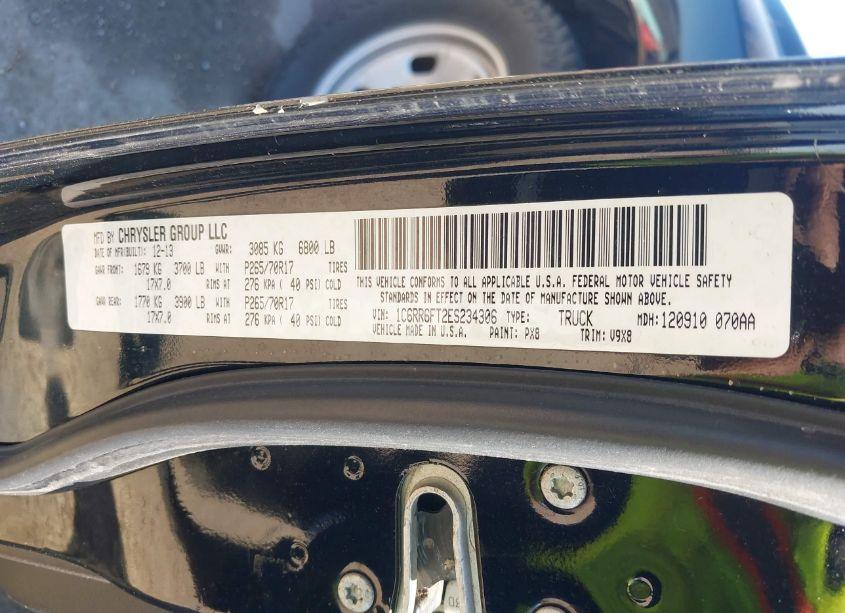 MFD BY CHRYSLER GROUP LLC
DATE OF MFR(BUILT): 12-13 GVWR: 3085 KG 6800 LB
GAWR FRONT: 1679 KG 3700 LB WITH P265/70R17 TIRES
17X7.0 RIMS AT 276 KPA ( 40 PSI) COLD
GAWR REAR: 1770 KG 3900 LB WITH P265/70R17 TIRES
17X7.0 RIMS AT 276 KPA ( 40 PSI) COLD
THIS VEHICLE CONFORMS TO ALL APPLICABLE U.S.A. FEDERAL MOTOR VEHICLE SAFETY
STANDARDS IN EFFECT ON THE DATE OF MANUFACTURE SHOWN ABOVE.
VIN: 1C6RR6FT2ES234306 TYPE: TRUCK MDH: 120910 070AA
VEHICLE MADE IN U.S.A. PAINT: PX8 TRIM: V9X8